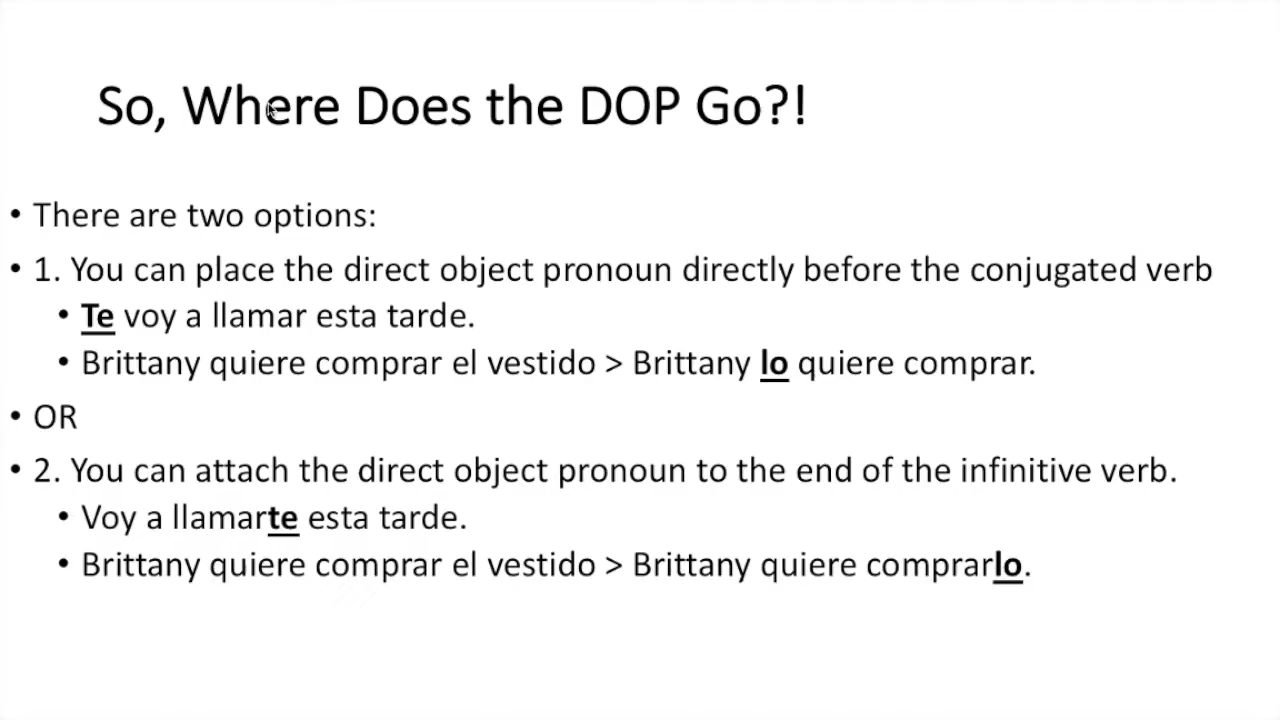 So, Where Does the DOP Go?!
• There are two options:
• 1. You can place the direct object pronoun directly before the conjugated verb
• Te voy a llamar esta tarde.
• Brittany quiere comprar el vestido > Brittany lo quiere comprar.
• OR
• 2. You can attach the direct object pronoun to the end of the infinitive verb.
• Voy a llamarte esta tarde.
• Brittany quiere comprar el vestido > Brittany quiere comprarlo.